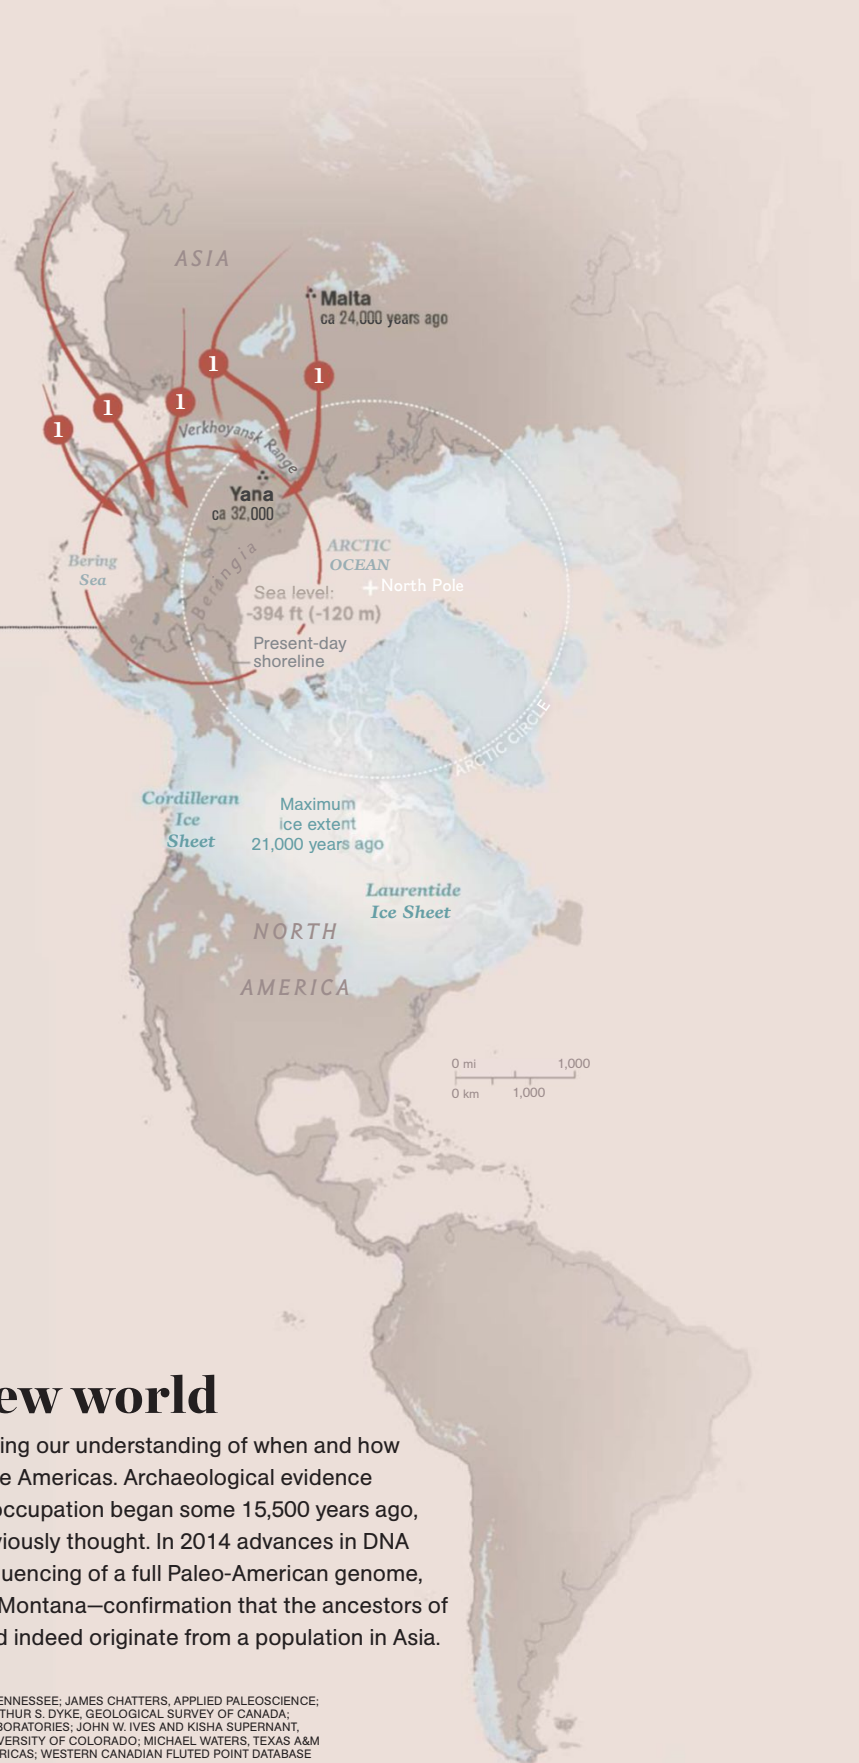 ASIA
Malta
ca 24,000 years ago
1
1
1
1
1
Verkhoyansk Range
Yana
ca 32,000
Bering
Sea
Beringia
ARCTIC
OCEAN
North Pole
Sea level:
-394 ft (-120 m)
Present-day
shoreline
ARCTIC CIRCLE
Cordilleran
Ice
Sheet
Maximum
ice extent
21,000 years ago
Laurentide
Ice Sheet
NORTH
AMERICA
0 mi 1,000
0 km 1,000
ew world
ing our understanding of when and how
e Americas. Archaeological evidence
occupation began some 15,500 years ago,
viously thought. In 2014 advances in DNA
uencing of a full Paleo-American genome,
Montana—confirmation that the ancestors of
d indeed originate from a population in Asia.
ENNESSEE; JAMES CHATTERS, APPLIED PALEOSCIENCE;
THUR S. DYKE, GEOLOGICAL SURVEY OF CANADA;
BORATORIES; JOHN W. IVES AND KISHA SUPERNANT,
VERSITY OF COLORADO; MICHAEL WATERS, TEXAS A&M
RICAS; WESTERN CANADIAN FLUTED POINT DATABASE